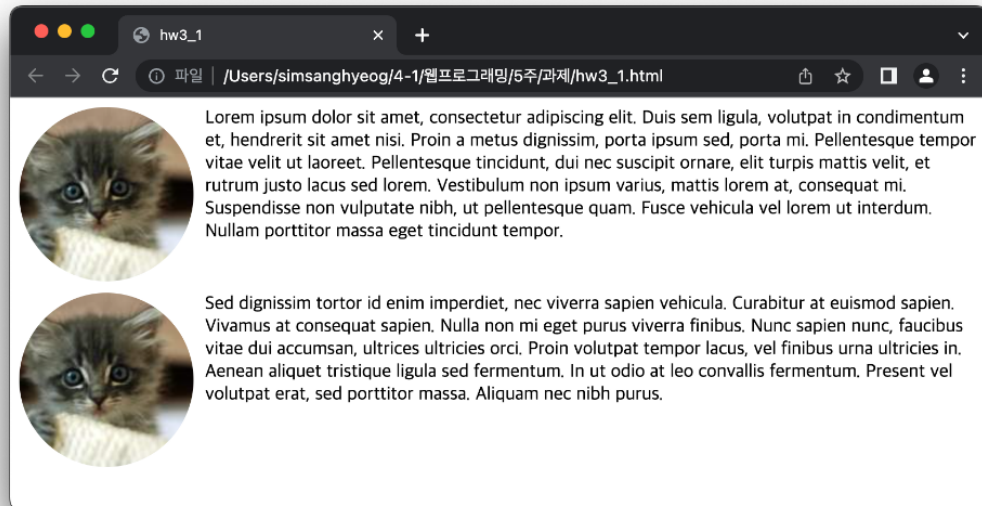 hw3_1
파일 /Users/simsanghyeog/4-1/웹프로그래밍/5주/과제/hw3_1.html
Lorem ipsum dolor sit amet, consectetur adipiscing elit. Duis sem ligula, volutpat in condimentum
et, hendrerit sit amet nisi. Proin a metus dignissim, porta ipsum sed, porta mi. Pellentesque tempor
vitae velit ut laoreet. Pellentesque tincidunt, dui nec suscipit ornare, elit turpis mattis velit, et
rutrum justo lacus sed lorem. Vestibulum non ipsum varius, mattis lorem at, consequat mi.
Suspendisse non vulputate nibh, ut pellentesque quam. Fusce vehicula vel lorem ut interdum.
Nullam porttitor massa eget tincidunt tempor.
Sed dignissim tortor id enim imperdiet, nec viverra sapien vehicula. Curabitur at euismod sapien.
Vivamus at consequat sapien. Nulla non mi eget purus viverra finibus. Nunc sapien nunc, faucibus
vitae dui accumsan, ultrices ultricies orci. Proin volutpat tempor lacus, vel finibus urna ultricies in.
Aenean aliquet tristique ligula sed fermentum. In ut odio at leo convallis fermentum. Present vel
volutpat erat, sed porttitor massa. Aliquam nec nibh purus.